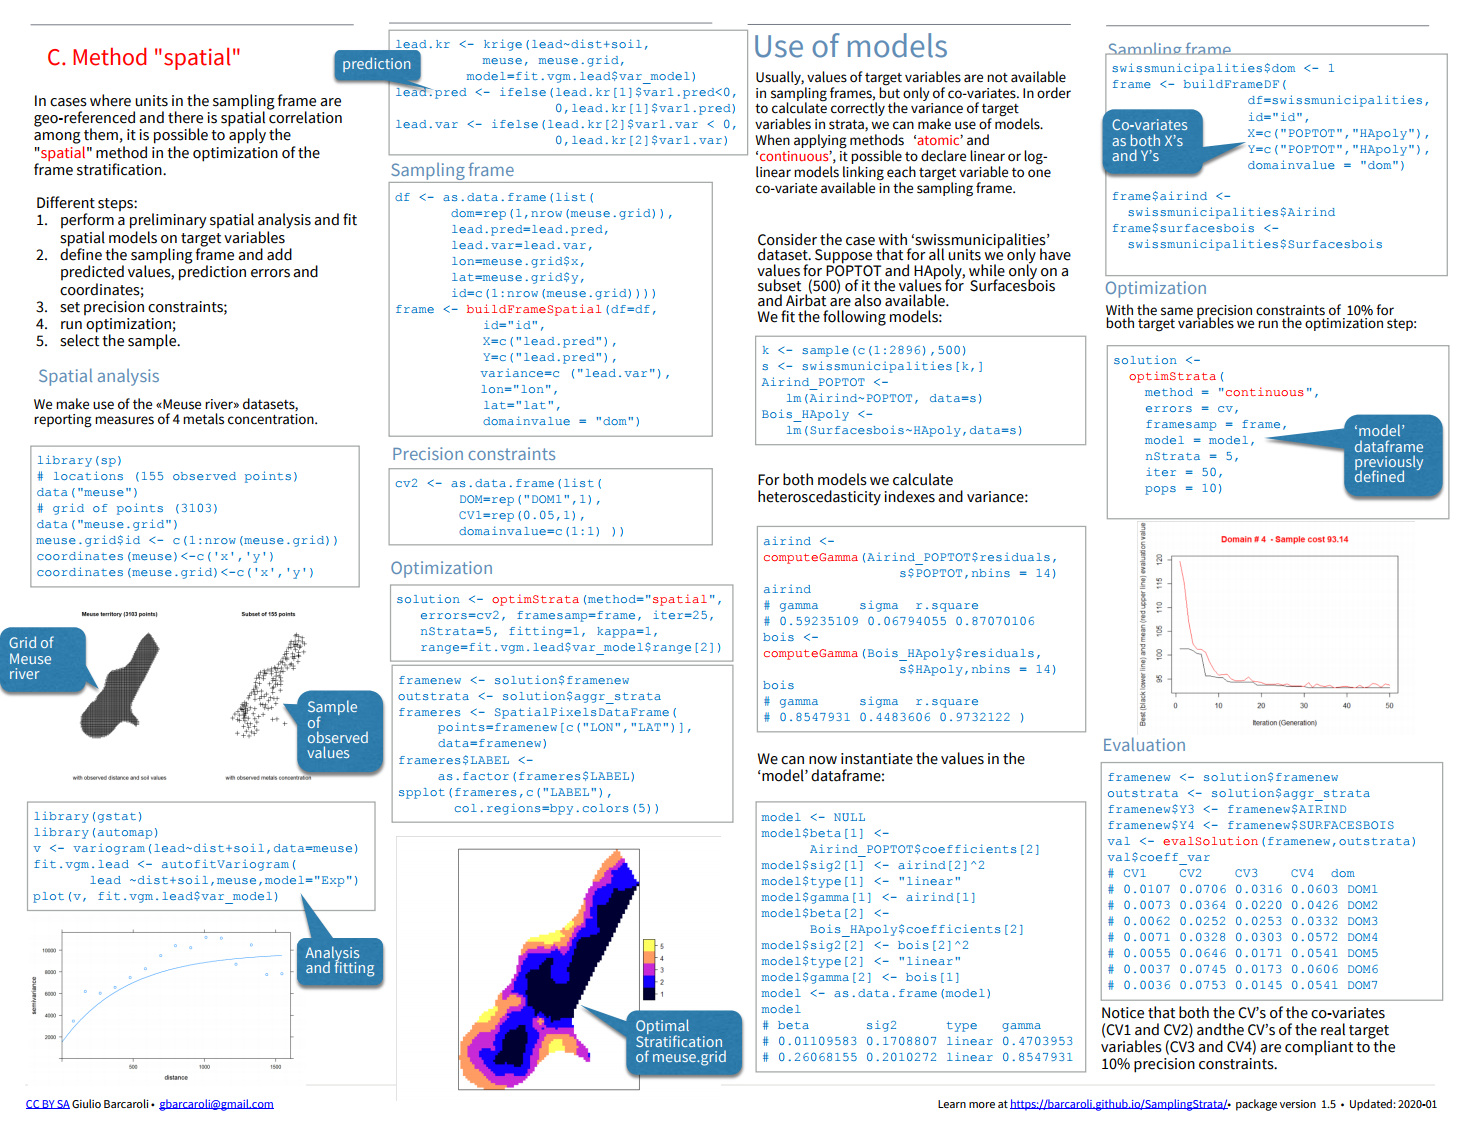 C. Method "spatial"
In cases where units in the sampling frame are
geo-referenced and there is spatial correlation
among them, it is possible to apply the
"spatial" method in the optimization of the
frame stratification.
Different steps:
1. perform a preliminary spatial analysis and fit
spatial models on target variables
2. define the sampling frame and add
predicted values, prediction errors and
coordinates;
3. set precision constraints;
4. run optimization;
5. select the sample.
Spatial analysis
We make use of the «Meuse river» datasets,
reporting measures of 4 metals concentration.
library(sp)
# locations (155 observed points)
data("meuse")
# grid of points (3103)
data("meuse.grid")
meuse.grid$id <- c(1:nrow(meuse.grid))
coordinates(meuse)<-c('x','y')
coordinates(meuse.grid)<-c('x','y')
Meuse territory (3103 points)
Subset of 155 points
Grid of
Meuse
river
Sample
of
observed
values
with observed distance and soil values
with observed metals concentration
library(gstat)
library(automap)
v <- variogram(lead~dist+soil,data=meuse)
fit.vgm.lead <- autofitVariogram(
lead ~dist+soil,meuse,model="Exp")
plot(v, fit.vgm.lead$var_model)
Analysis
and fitting
semivariance
10000
8000
6000
4000
2000
500
1000
1500
distance
prediction
lead.kr <- krige(lead~dist+soil,
meuse, meuse.grid,
model=fit.vgm.lead$var_model)
lead.pred <- ifelse(lead.kr[1]$var1.pred<0,
0,lead.kr[1]$var1.pred)
lead.var <- ifelse(lead.kr[2]$var1.var < 0,
0,lead.kr[2]$var1.var)
Sampling frame
df <- as.data.frame(list(
dom=rep(1,nrow(meuse.grid)),
lead.pred=lead.pred,
lead.var=lead.var,
lon=meuse.grid$x,
lat=meuse.grid$y,
id=c(1:nrow(meuse.grid))))
frame <- buildFrameSpatial(df=df,
id="id",
X=c("lead.pred"),
Y=c("lead.pred"),
variance=c ("lead.var"),
lon="lon",
lat="lat",
domainvalue = "dom")
Precision constraints
cv2 <- as.data.frame(list(
DOM=rep("DOM1",1),
CV1=rep(0.05,1),
domainvalue=c(1:1) ))
Optimization
solution <- optimStrata(method="spatial",
errors=cv2, framesamp=frame, iter=25,
nStrata=5, fitting=1, kappa=1,
range=fit.vgm.lead$var_model$range[2])
framenew <- solution$framenew
outstrata <- solution$aggr_strata
frameres <- SpatialPixelsDataFrame(
points=framenew[c("LON","LAT")],
data=framenew)
frameres$LABEL <-
as.factor(frameres$LABEL)
spplot(frameres,c("LABEL"),
col.regions=bpy.colors(5))
5
4
3
2
1
Optimal
Stratification
of meuse.grid
Use of models
Usually, values of target variables are not available
in sampling frames, but only of co-variates. In order
to calculate correctly the variance of target
variables in strata, we can make use of models.
When applying methods ‘atomic’ and
‘continuous’, it possible to declare linear or log-
linear models linking each target variable to one
co-variate available in the sampling frame.
Consider the case with ‘swissmunicipalities’
dataset. Suppose that for all units we only have
values for POPTOT and HApoly, while only on a
subset (500) of it the values for Surfacesbois
and Airbat are also available.
We fit the following models:
k <- sample(c(1:2896),500)
s <- swissmunicipalities[k,]
Airind_POPTOT <-
lm(Airind~POPTOT, data=s)
Bois_HApoly <-
lm(Surfacesbois~HApoly,data=s)
For both models we calculate
heteroscedasticity indexes and variance:
airind <-
computeGamma(Airind_POPTOT$residuals,
s$POPTOT,nbins = 14)
airind
# gamma sigma r.square
# 0.59235109 0.06794055 0.87070106
bois <-
computeGamma(Bois_HApoly$residuals,
s$HApoly,nbins = 14)
bois
# gamma sigma r.square
# 0.8547931 0.4483606 0.9732122 )
We can now instantiate the values in the
‘model’ dataframe:
model <- NULL
model$beta[1] <-
Airind_POPTOT$coefficients[2]
model$sig2[1] <- airind[2]^2
model$type[1] <- "linear"
model$gamma[1] <- airind[1]
model$beta[2] <-
Bois_HApoly$coefficients[2]
model$sig2[2] <- bois[2]^2
model$type[2] <- "linear"
model$gamma[2] <- bois[1]
model <- as.data.frame(model)
model
# beta sig2 type gamma
# 0.01109583 0.1708807 linear 0.4703953
# 0.26068155 0.2010272 linear 0.8547931
Sampling frame
swissmunicipalities$dom <- 1
frame <- buildFrameDF(
df=swissmunicipalities,
id="id",
X=c("POPTOT","HApoly"),
Y=c("POPTOT","HApoly"),
domainvalue = "dom")
Co-variates
as both X’s
and Y’s
frame$airind <-
swissmunicipalities$Airind
frame$surfacesbois <-
swissmunicipalities$Surfacesbois
Optimization
With the same precision constraints of 10% for
both target variables we run the optimization step:
solution <-
optimStrata(
method = "continuous",
errors = cv,
framesamp = frame,
model = model,
nStrata = 5,
iter = 50,
pops = 10)
‘model’
dataframe
previously
defined
Domain # 4 - Sample cost 93.14
Best (black lower line) and mean (red upper line) evaluation value
120
115
110
105
100
95
0 10 20 30 40 50
Iteration (Generation)
Evaluation
framenew <- solution$framenew
outstrata <- solution$aggr_strata
framenew$Y3 <- framenew$AIRIND
framenew$Y4 <- framenew$SURFACESBOIS
val <- evalSolution(framenew,outstrata)
val$coeff_var
# CV1 CV2 CV3 CV4 dom
# 0.0107 0.0706 0.0316 0.0603 DOM1
# 0.0073 0.0364 0.0220 0.0426 DOM2
# 0.0062 0.0252 0.0253 0.0332 DOM3
# 0.0071 0.0328 0.0303 0.0572 DOM4
# 0.0055 0.0646 0.0171 0.0541 DOM5
# 0.0037 0.0745 0.0173 0.0606 DOM6
# 0.0036 0.0753 0.0145 0.0541 DOM7
Notice that both the CV’s of the co-variates
(CV1 and CV2) andthe CV’s of the real target
variables (CV3 and CV4) are compliant to the
10% precision constraints.
CC BY SA Giulio Barcaroli • gbarcaroli@gmail.com
Learn more at https://barcaroli.github.io/SamplingStrata/• package version 1.5 • Updated: 2020-01